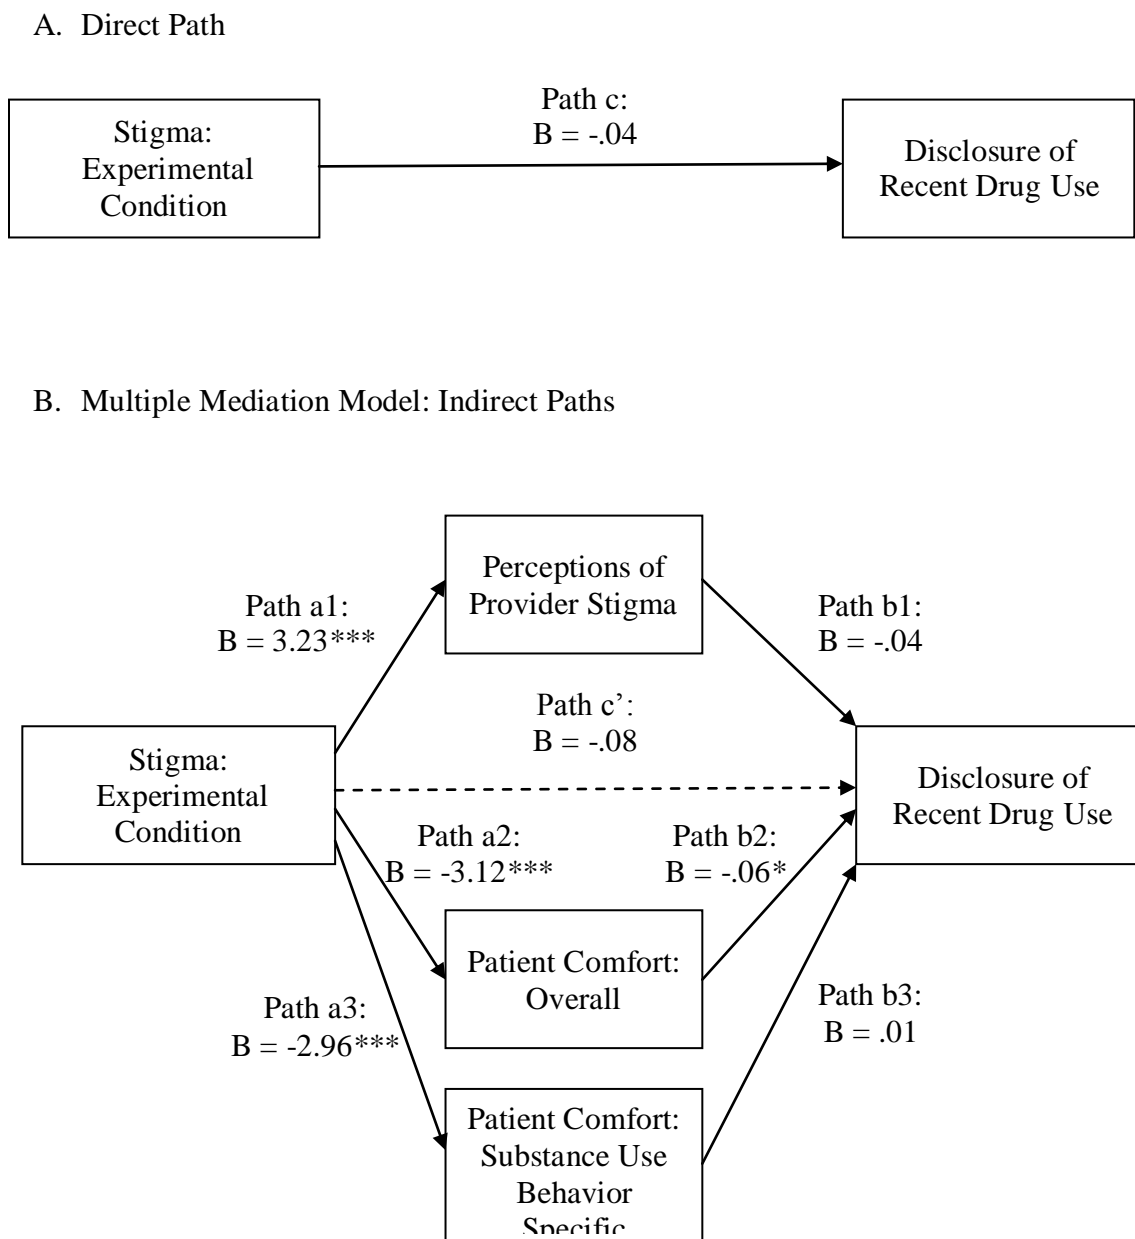 A. Direct Path
Path c:
B = -.04
Stigma:
Experimental
Condition
Disclosure of
Recent Drug Use
B. Multiple Mediation Model: Indirect Paths
Perceptions of
Provider Stigma
Path a1:
B = 3.23***
Path b1:
B = -.04
Path c’:
B = -.08
Stigma:
Experimental
Condition
Disclosure of
Recent Drug Use
Path a2:
B = -3.12***
Path b2:
B = -.06*
Patient Comfort:
Overall
Path a3:
B = -2.96***
Path b3:
B = .01
Patient Comfort:
Substance Use
Behavior
Specific